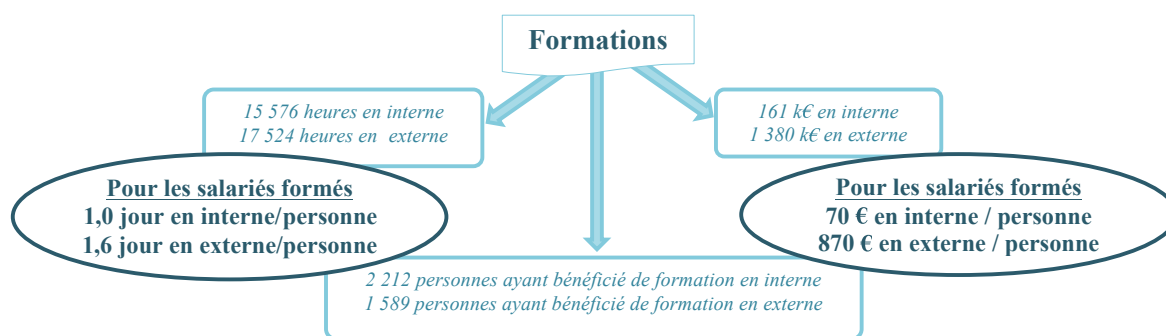 Formations
15 576 heures en interne
17 524 heures en externe
161 k€ en interne
1 380 k€ en externe
Pour les salariés formés
1,0 jour en interne/personne
1,6 jour en externe/personne
Pour les salariés formés
70 € en interne / personne
870 € en externe / personne
2 212 personnes ayant bénéficié de formation en interne
1 589 personnes ayant bénéficié de formation en externe